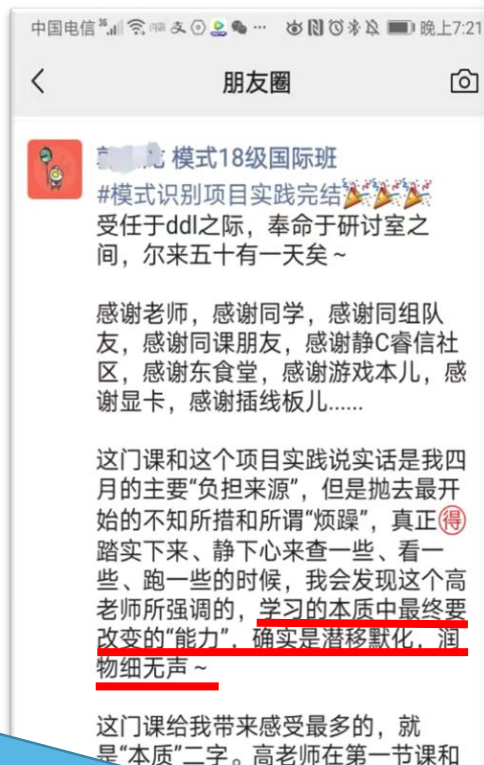 中国电信
晚上7:21
朋友圈
模式18级国际班
#模式识别项目实践完结🎉🎉🎉
受任于ddl之际，奉命于研讨室之
间，尔来五十有一天矣~
感谢老师，感谢同学，感谢同组队
友，感谢同课朋友，感谢静C睿信社
区，感谢东食堂，感谢游戏本儿，感
谢显卡，感谢插线板儿......
这门课和这个项目实践说实话是我四
月的主要“负担来源”，但是抛去最开
始的不知所措和所谓“烦躁”，真正得
踏实下来、静下心来查一些、看一
些、跑一些的时候，我会发现这个高
老师所强调的，学习的本质中最终要
改变的“能力”，确实是潜移默化，润
物细无声~
这门课给我带来感受最多的，就
是“本质”二字。高老师在第一节课和